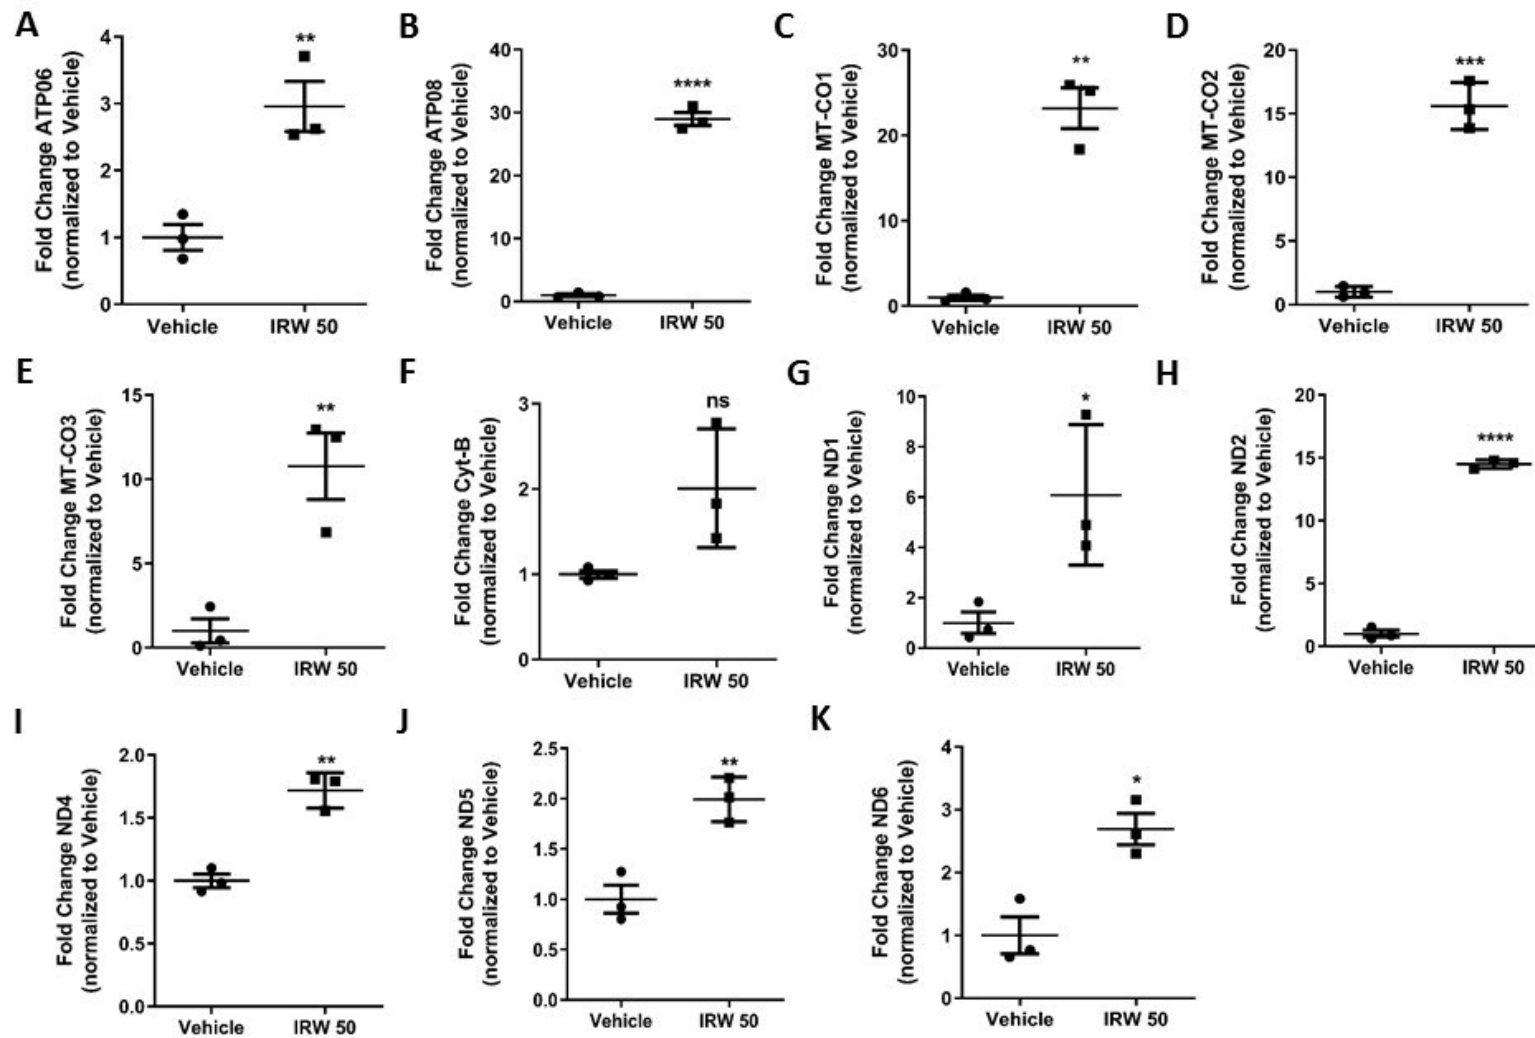 A
Fold Change ATP06
(normalized to Vehicle)
4
3
2
1
0
**
Vehicle
IRW 50
B
Fold Change ATP08
(normalized to Vehicle)
40
30
20
10
0
****
Vehicle
IRW 50
C
Fold Change MT-CO1
(normalized to Vehicle)
30
20
10
0
**
Vehicle
IRW 50
D
Fold Change MT-CO2
(normalized to Vehicle)
20
15
10
5
0
***
Vehicle
IRW 50
E
Fold Change MT-CO3
(normalized to Vehicle)
15
10
5
0
**
Vehicle
IRW 50
F
Fold Change Cyt-B
(normalized to Vehicle)
3
2
1
0
ns
Vehicle
IRW 50
G
Fold Change ND1
(normalized to Vehicle)
10
8
6
4
2
0
*
Vehicle
IRW 50
H
Fold Change ND2
(normalized to Vehicle)
20
15
10
5
0
****
Vehicle
IRW 50
I
Fold Change ND4
(normalized to Vehicle)
2.0
1.5
1.0
0.5
0.0
**
Vehicle
IRW 50
J
Fold Change ND5
(normalized to Vehicle)
2.5
2.0
1.5
1.0
0.5
0.0
**
Vehicle
IRW 50
K
Fold Change ND6
(normalized to Vehicle)
4
3
2
1
0
*
Vehicle
IRW 50